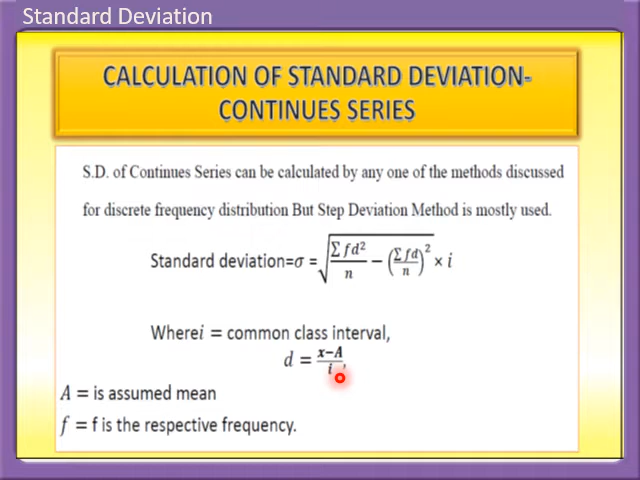 Standard Deviation
CALCULATION OF STANDARD DEVIATION-
CONTINUES SERIES
S.D. of Continues Series can be calculated by any one of the methods discussed
for discrete frequency distribution But Step Deviation Method is mostly used.
Standard deviation=σ = √(∑fd²/n − (∑fd/n)²) × i
Wherei = common class interval,
d = x−A/i,
A = is assumed mean
f = f is the respective frequency.